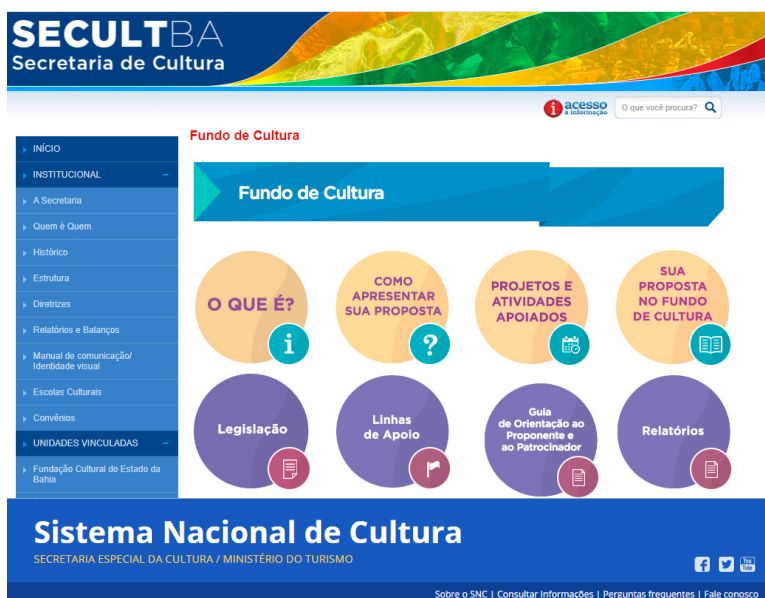 SECULTBA
Secretaria de Cultura
i acesso
à informação
O que você procura?
INÍCIO
INSTITUCIONAL –
A Secretaria
Quem é Quem
Histórico
Estrutura
Diretrizes
Relatórios e Balanços
Manual de comunicação/
Identidade visual
Escolas Culturais
Convênios
UNIDADES VINCULADAS –
Fundação Cultural do Estado da
Bahia
Fundo de Cultura
Fundo de Cultura
O QUE É?
i
COMO
APRESENTAR
SUA PROPOSTA
?
PROJETOS E
ATIVIDADES
APOIADOS
SUA
PROPOSTA
NO FUNDO
DE CULTURA
Legislação
Linhas
de Apoio
Guia
de Orientação ao
Proponente e
ao Patrocinador
Relatórios
Sistema Nacional de Cultura
SECRETARIA ESPECIAL DA CULTURA / MINISTÉRIO DO TURISMO
f
You
Tube
Sobre o SNC | Consultar Informações | Perguntas frequentes | Fale conosco